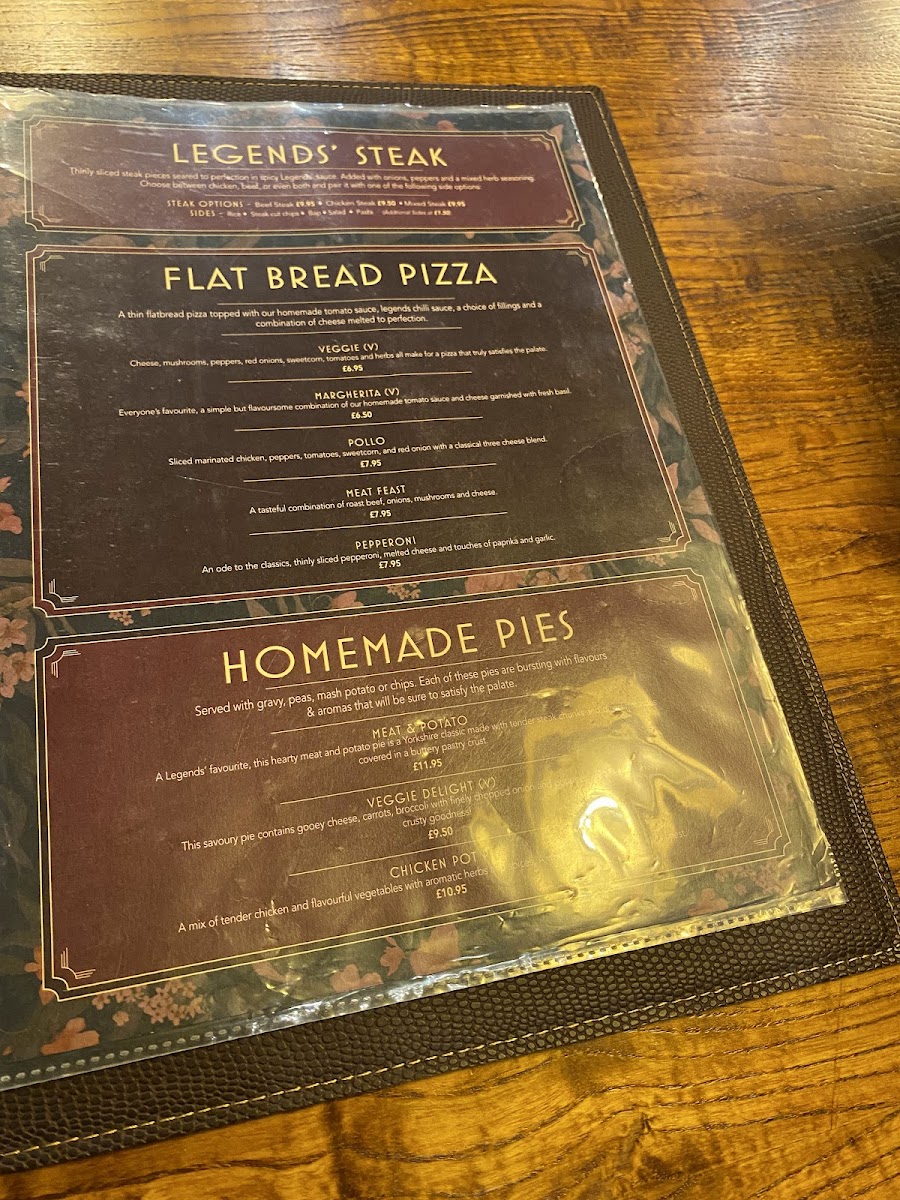 LEGENDS' STEAK
Thinly sliced steak pieces seared to perfection in spicy Legends' sauce. Added with onions, peppers and a mixed herb seasoning.
Choose between chicken, beef, or even both and pair it with one of the following side options:
STEAK OPTIONS - Beef Steak £9.95 • Chicken Steak £9.50 • Mixed Steak £9.95
SIDES - Rice • Steak cut chips • Bap • Salad • Pasta (Additional Sides at £1.50)
FLAT BREAD PIZZA
A thin flatbread pizza topped with our homemade tomato sauce, legends chilli sauce, a choice of fillings and a
combination of cheese melted to perfection.
VEGGIE (V)
Cheese, mushrooms, peppers, red onions, sweetcorn, tomatoes and herbs all make for a pizza that truly satisfies the palate.
£6.95
MARGHERITA (V)
Everyone's favourite, a simple but flavoursome combination of our homemade tomato sauce and cheese garnished with fresh basil.
£6.50
POLLO
Sliced marinated chicken, peppers, tomatoes, sweetcorn, and red onion with a classical three cheese blend.
£7.95
MEAT FEAST
A tasteful combination of roast beef, onions, mushrooms and cheese.
£7.95
PEPPERONI
An ode to the classics, thinly sliced pepperoni, melted cheese and touches of paprika and garlic.
£7.95
HOMEMADE PIES
Served with gravy, peas, mash potato or chips. Each of these pies are bursting with flavours
& aromas that will be sure to satisfy the palate.
MEAT & POTATO
A Legends' favourite, this hearty meat and potato pie is a Yorkshire classic made with tender steak chunks and
covered in a buttery pastry crust.
£11.95
VEGGIE DELIGHT (V)
This savoury pie contains gooey cheese, carrots, broccoli with finely chopped onion and
crusty goodness!
£9.50
CHICKEN POT
A mix of tender chicken and flavourful vegetables with aromatic herbs
£10.95